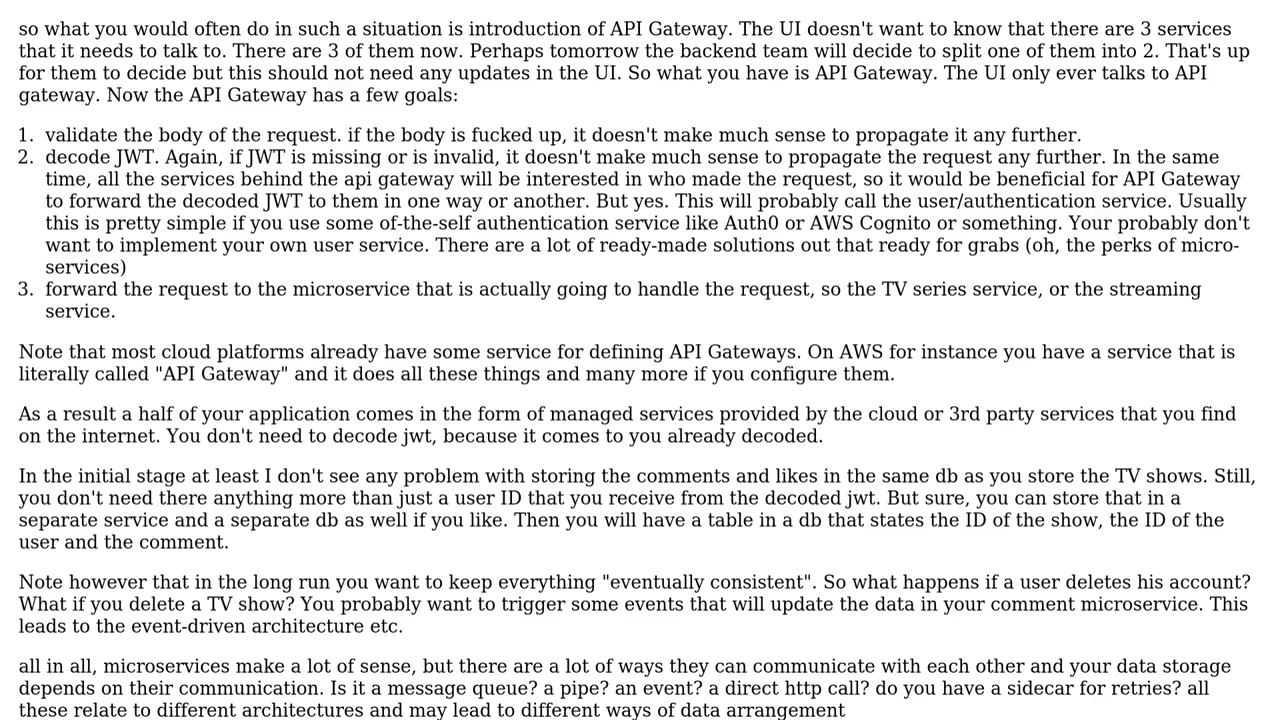 so what you would often do in such a situation is introduction of API Gateway. The UI doesn't want to know that there are 3 services
that it needs to talk to. There are 3 of them now. Perhaps tomorrow the backend team will decide to split one of them into 2. That's up
for them to decide but this should not need any updates in the UI. So what you have is API Gateway. The UI only ever talks to API
gateway. Now the API Gateway has a few goals:
1. validate the body of the request. if the body is fucked up, it doesn't make much sense to propagate it any further.
2. decode JWT. Again, if JWT is missing or is invalid, it doesn't make much sense to propagate the request any further. In the same
time, all the services behind the api gateway will be interested in who made the request, so it would be beneficial for API Gateway
to forward the decoded JWT to them in one way or another. But yes. This will probably call the user/authentication service. Usually
this is pretty simple if you use some of-the-self authentication service like Auth0 or AWS Cognito or something. Your probably don't
want to implement your own user service. There are a lot of ready-made solutions out that ready for grabs (oh, the perks of micro-
services)
3. forward the request to the microservice that is actually going to handle the request, so the TV series service, or the streaming
service.
Note that most cloud platforms already have some service for defining API Gateways. On AWS for instance you have a service that is
literally called "API Gateway" and it does all these things and many more if you configure them.
As a result a half of your application comes in the form of managed services provided by the cloud or 3rd party services that you find
on the internet. You don't need to decode jwt, because it comes to you already decoded.
In the initial stage at least I don't see any problem with storing the comments and likes in the same db as you store the TV shows. Still,
you don't need there anything more than just a user ID that you receive from the decoded jwt. But sure, you can store that in a
separate service and a separate db as well if you like. Then you will have a table in a db that states the ID of the show, the ID of the
user and the comment.
Note however that in the long run you want to keep everything "eventually consistent". So what happens if a user deletes his account?
What if you delete a TV show? You probably want to trigger some events that will update the data in your comment microservice. This
leads to the event-driven architecture etc.
all in all, microservices make a lot of sense, but there are a lot of ways they can communicate with each other and your data storage
depends on their communication. Is it a message queue? a pipe? an event? a direct http call? do you have a sidecar for retries? all
these relate to different architectures and may lead to different ways of data arrangement